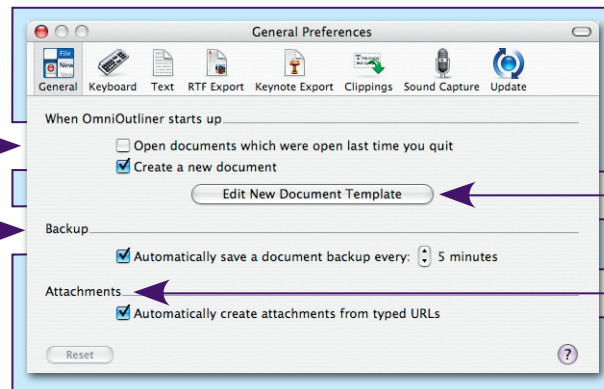 General Preferences
File
New
General Keyboard Text RTF Export Keynote Export Clippings Sound Capture Update
When OmniOutliner starts up
Open documents which were open last time you quit
Create a new document
Edit New Document Template
Backup
Automatically save a document backup every: 5 minutes
Attachments
Automatically create attachments from typed URLs
Reset
?